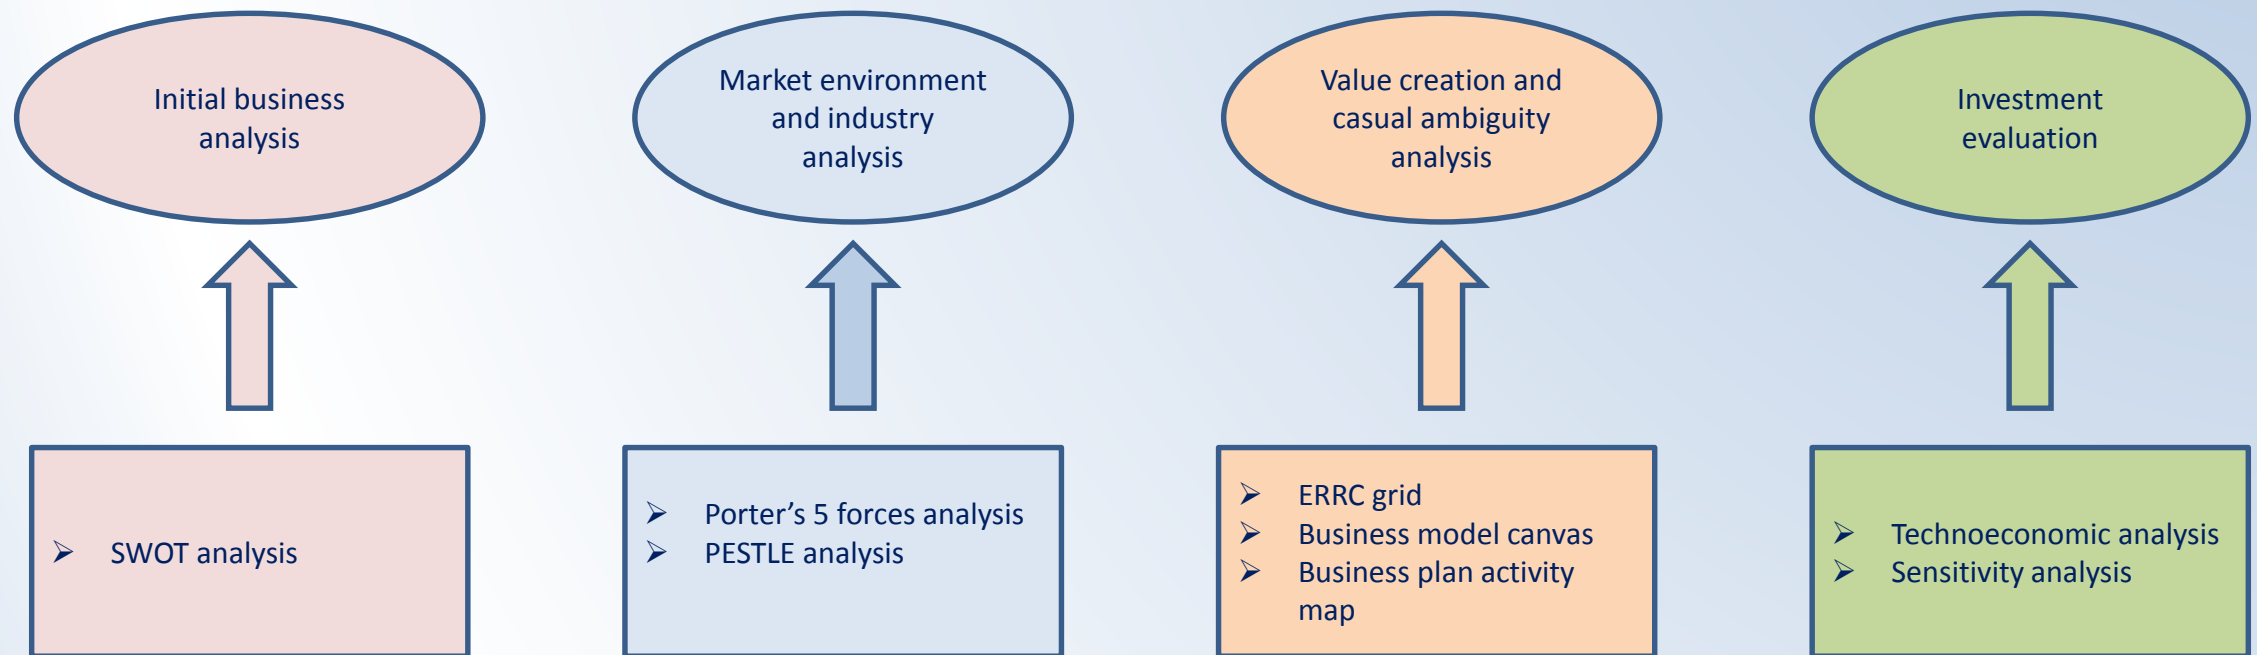 Initial business
analysis
Market environment
and industry
analysis
Value creation and
casual ambiguity
analysis
Investment
evaluation
➢ SWOT analysis
➢ Porter’s 5 forces analysis
➢ PESTLE analysis
➢ ERRC grid
➢ Business model canvas
➢ Business plan activity
map
➢ Technoeconomic analysis
➢ Sensitivity analysis